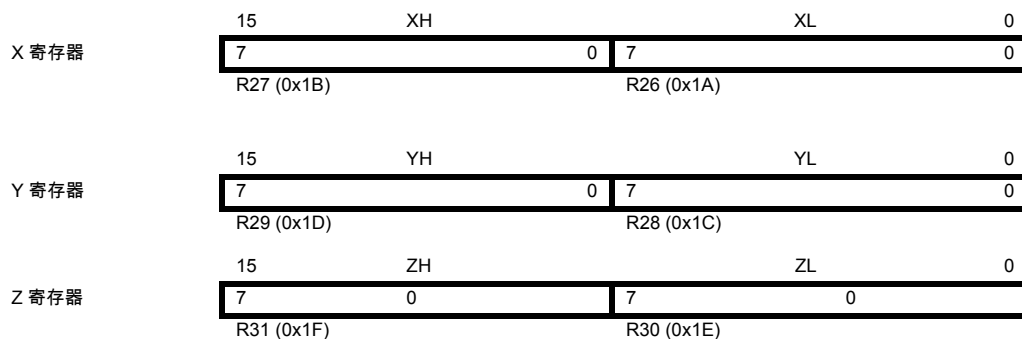 15 XH XL 0
X 寄存器 7 0 7 0
R27 (0x1B) R26 (0x1A)
15 YH YL 0
Y 寄存器 7 0 7 0
R29 (0x1D) R28 (0x1C)
15 ZH ZL 0
Z 寄存器 7 0 7 0
R31 (0x1F) R30 (0x1E)